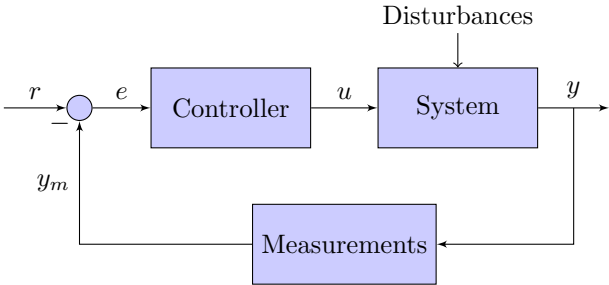 Disturbances
r
e
Controller
u
System
y
−
y_m
Measurements